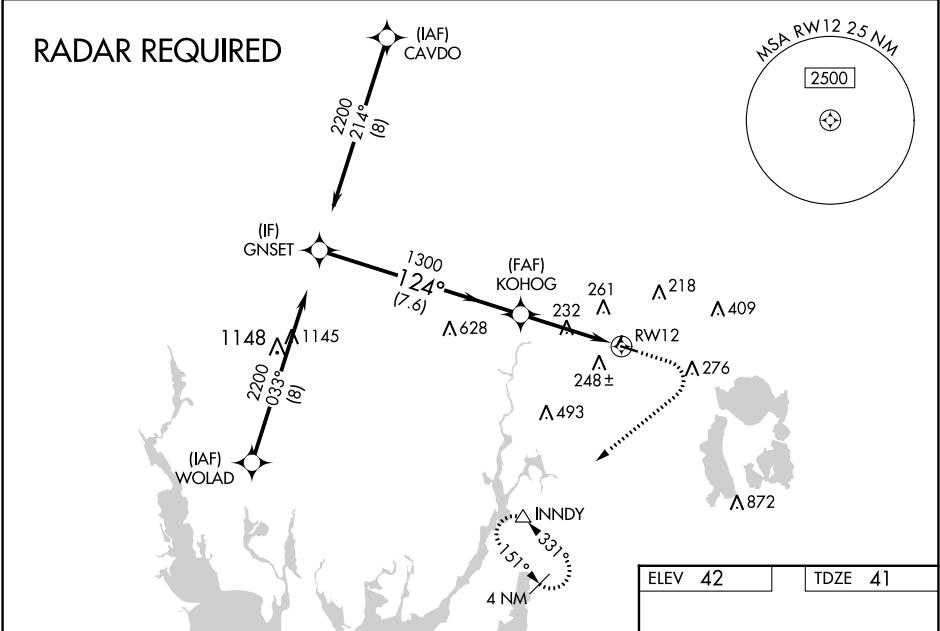 RADAR REQUIRED
(IAF)
CAVDO
MSA RW12 25 NM
2500
2200
214°
(8)
(IF)
GNSET
1300
124°
(7.6)
(FAF)
KOHOG
261
218
409
232
628
RW12
1148
1145
248±
276
2200
033°
(8)
493
(IAF)
WOLAD
872
INNDY
331°
151°
4 NM
ELEV 42
TDZE 41